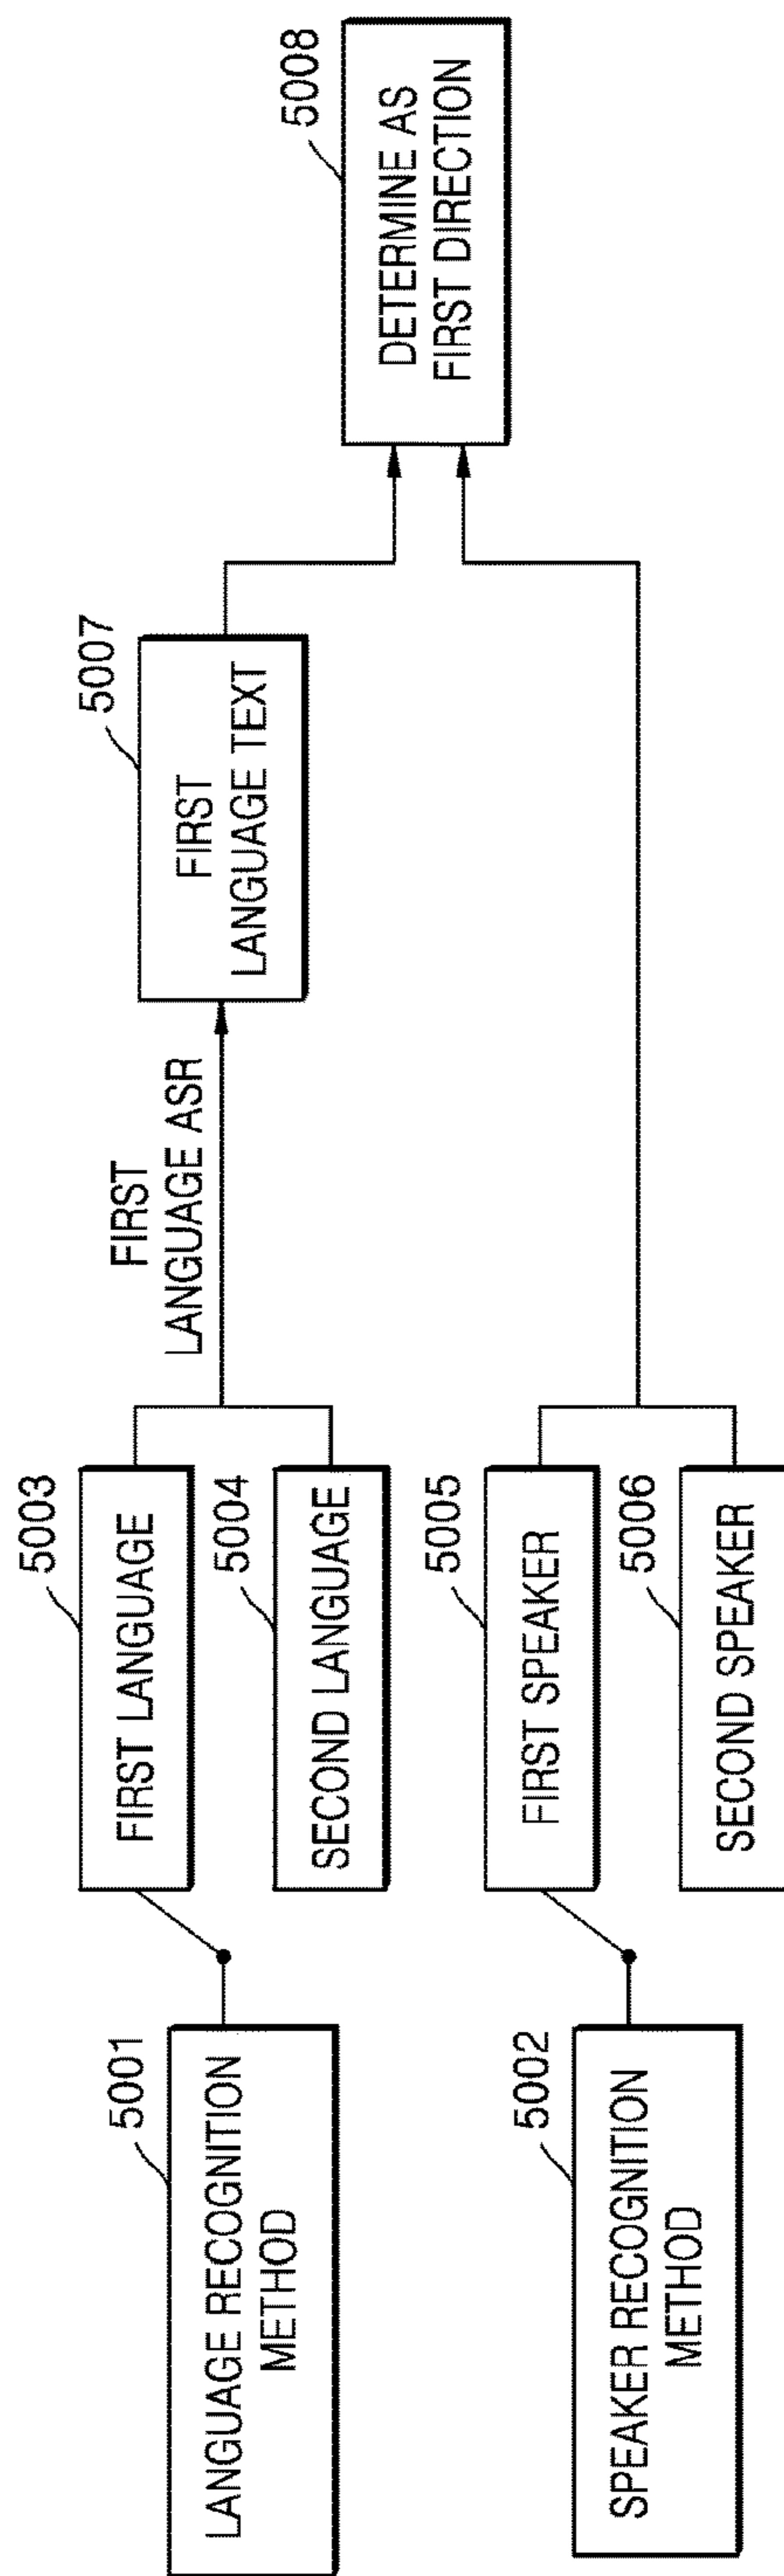 5001
LANGUAGE RECOGNITION
METHOD
5002
SPEAKER RECOGNITION
METHOD
5003
FIRST LANGUAGE
5004
SECOND LANGUAGE
5005
FIRST SPEAKER
5006
SECOND SPEAKER
FIRST
LANGUAGE ASR
5007
FIRST
LANGUAGE TEXT
5008
DETERMINE AS
FIRST DIRECTION